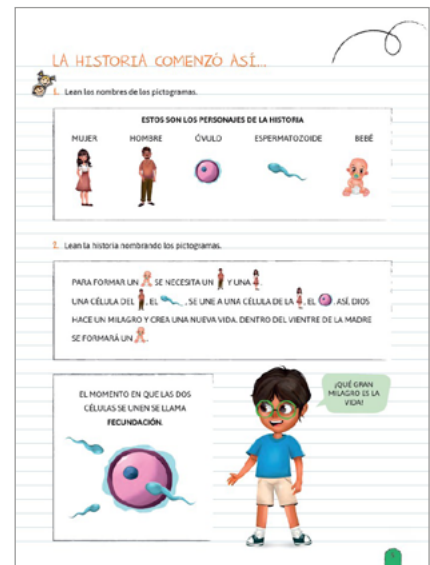 LA HISTORIA COMENZÓ ASÍ...
1. Lean los nombres de los pictogramas.
ESTOS SON LOS PERSONAJES DE LA HISTORIA
MUJER HOMBRE ÓVULO ESPERMATOZOIDE BEBÉ
2. Lean la historia nombrando los pictogramas.
PARA FORMAR UN SE NECESITA UN Y UNA .
UNA CÉLULA DEL , EL , SE UNE A UNA CÉLULA DE LA , EL . ASÍ, DIOS
HACE UN MILAGRO Y CREA UNA NUEVA VIDA. DENTRO DEL VIENTRE DE LA MADRE
SE FORMARÁ UN .
EL MOMENTO EN QUE LAS DOS
CÉLULAS SE UNEN SE LLAMA
FECUNDACIÓN.
¡QUÉ GRAN
MILAGRO ES LA
VIDA!